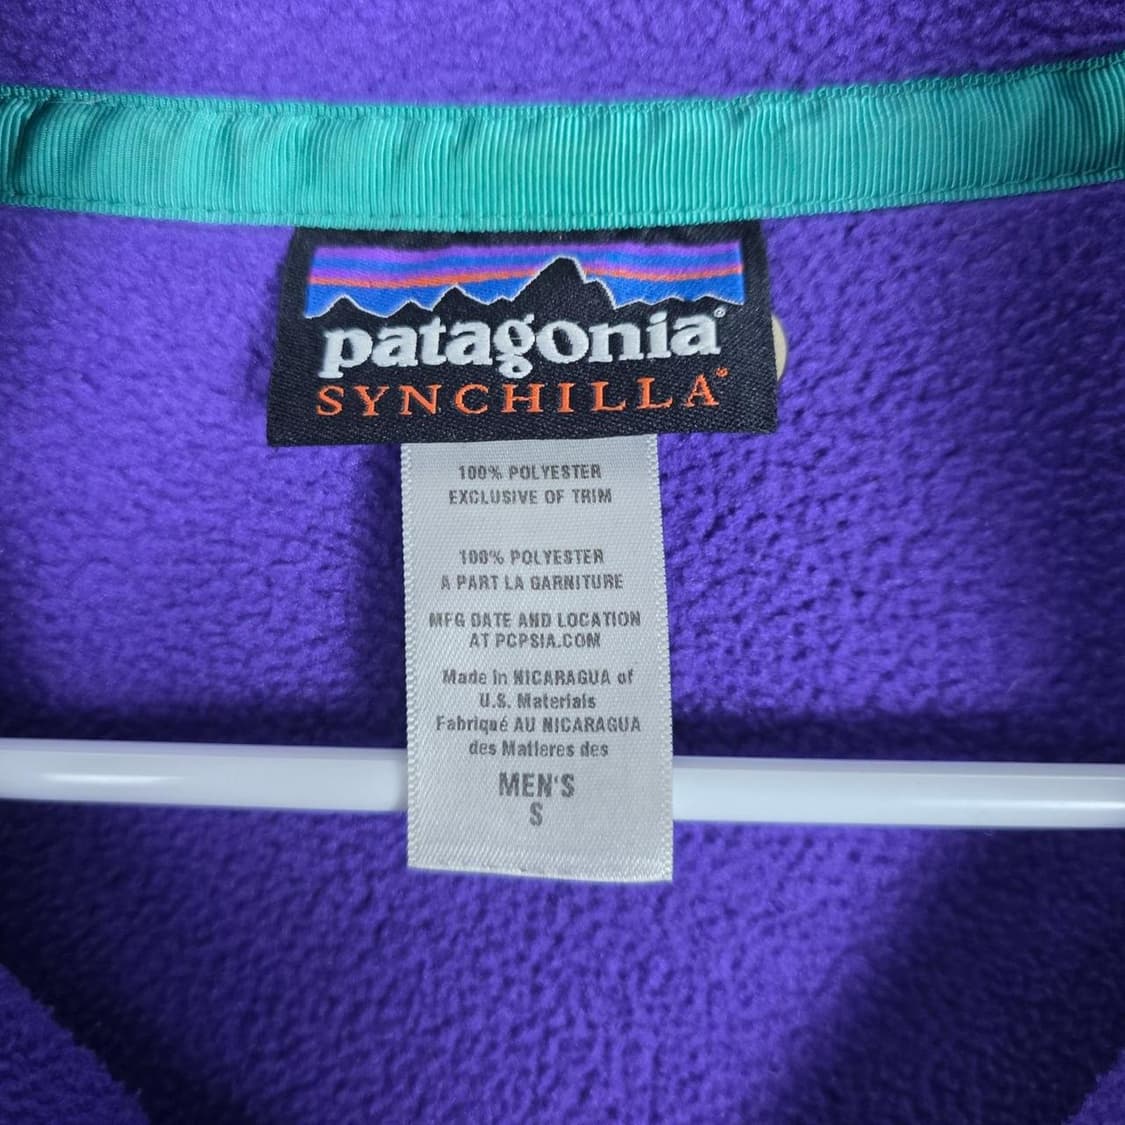 patagonia®
SYNCHILLA®
100% POLYESTER
EXCLUSIVE OF TRIM
100% POLYESTER
A PART LA GARNITURE
MFG DATE AND LOCATION
AT PCPSIA.COM
Made in NICARAGUA of
U.S. Materials
Fabriqué AU NICARAGUA
des Matieres des
MEN'S
S